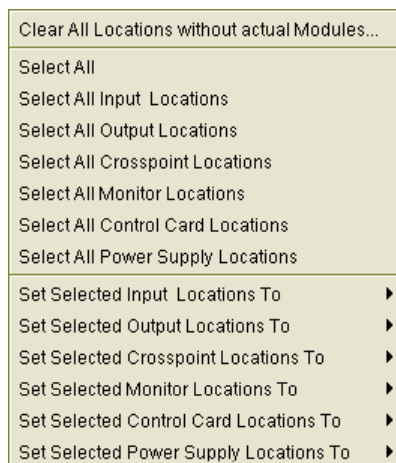 Clear All Locations without actual Modules...
Select All
Select All Input Locations
Select All Output Locations
Select All Crosspoint Locations
Select All Monitor Locations
Select All Control Card Locations
Select All Power Supply Locations
Set Selected Input Locations To
Set Selected Output Locations To
Set Selected Crosspoint Locations To
Set Selected Monitor Locations To
Set Selected Control Card Locations To
Set Selected Power Supply Locations To